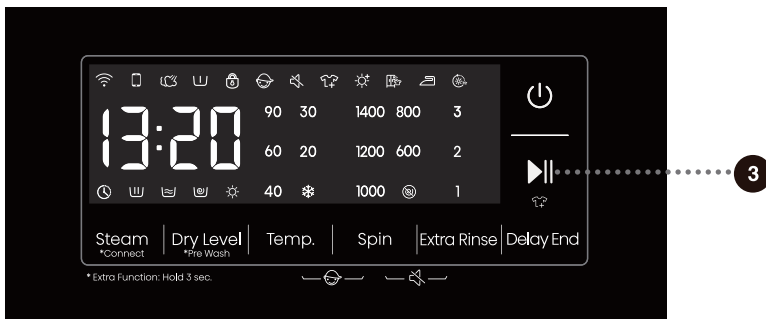 13:20
90 30 1400 800 3
60 20 1200 600 2
40 1000 1
Steam Dry Level Temp. Spin Extra Rinse Delay End
*Connect *Pre Wash
* Extra Function: Hold 3 sec.
3